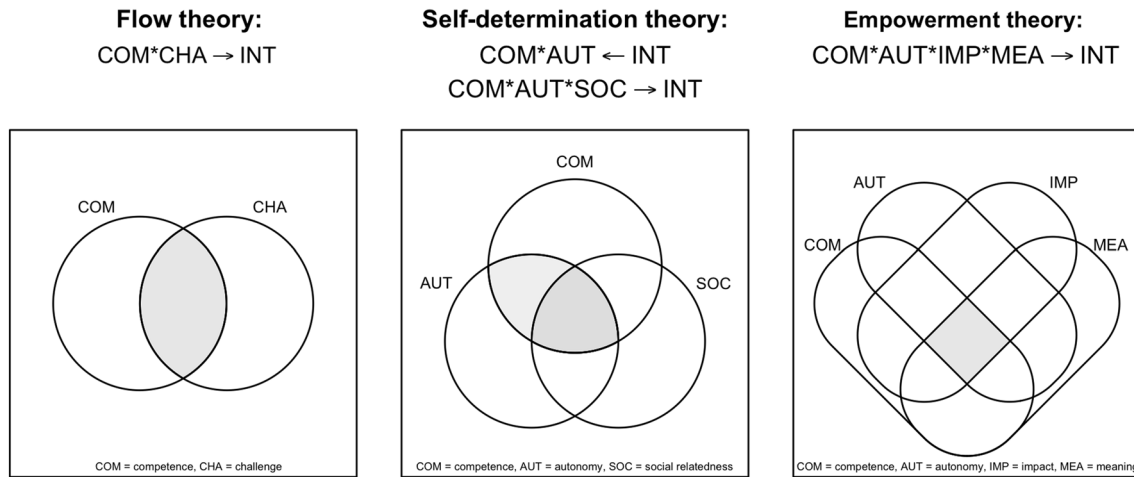 Flow theory:
COM*CHA → INT
Self-determination theory:
COM*AUT ← INT
COM*AUT*SOC → INT
Empowerment theory:
COM*AUT*IMP*MEA → INT
COM
CHA
COM = competence, CHA = challenge
COM
AUT
SOC
COM = competence, AUT = autonomy, SOC = social relatedness
AUT
IMP
COM
MEA
COM = competence, AUT = autonomy, IMP = impact, MEA = meaning